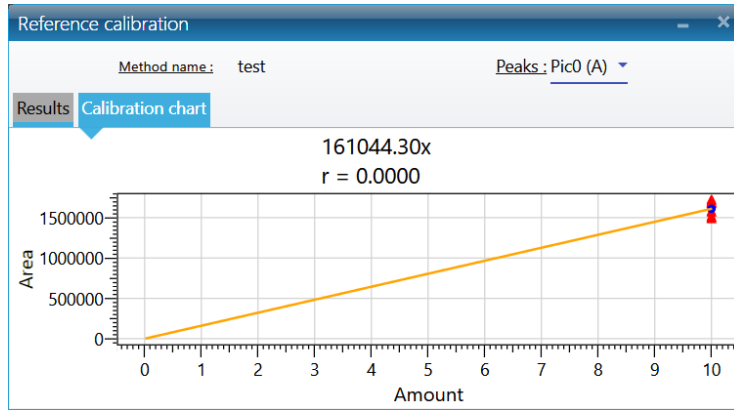 Reference calibration
Method name : test Peaks : Pic0 (A)
Results Calibration chart
161044.30x
r = 0.0000
1500000
1000000
500000
0
Area
0 1 2 3 4 5 6 7 8 9 10
Amount